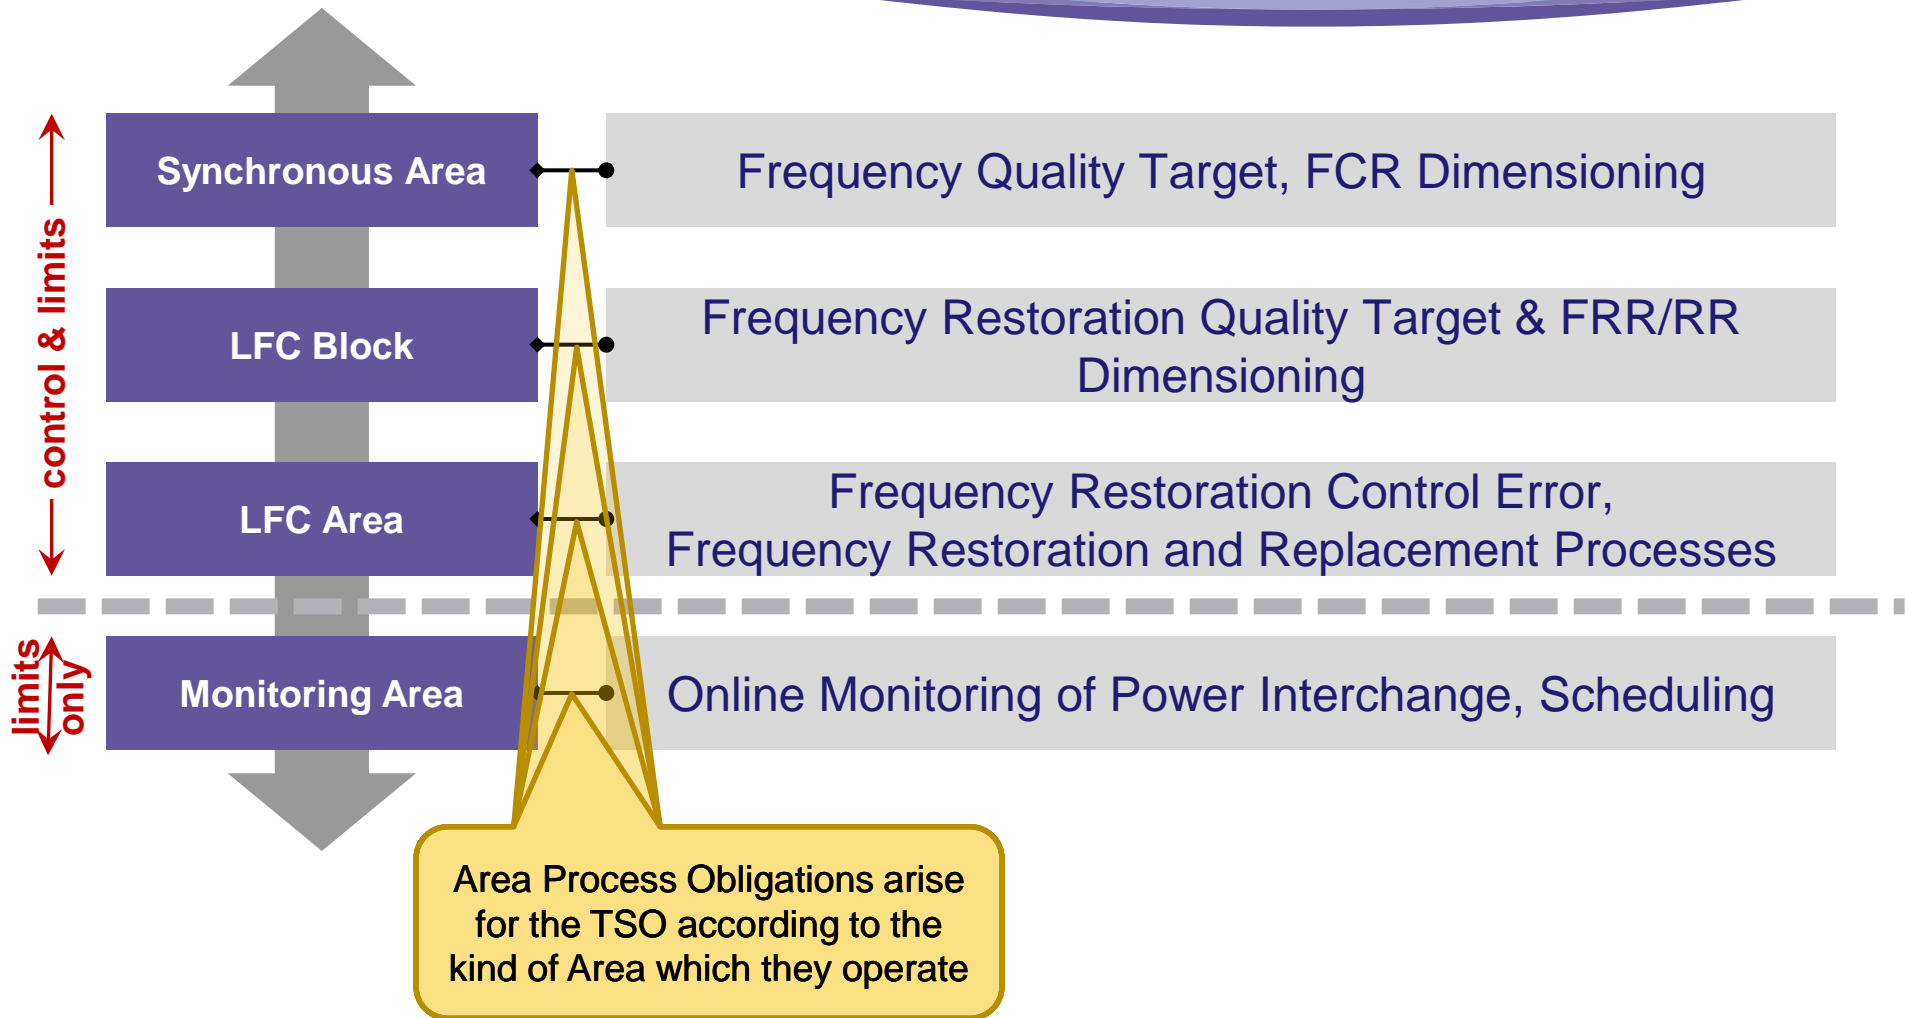 control & limits
Synchronous Area
Frequency Quality Target, FCR Dimensioning
LFC Block
Frequency Restoration Quality Target & FRR/RR
Dimensioning
LFC Area
Frequency Restoration Control Error,
Frequency Restoration and Replacement Processes
limits
only
Monitoring Area
Online Monitoring of Power Interchange, Scheduling
Area Process Obligations arise
for the TSO according to the
kind of Area which they operate